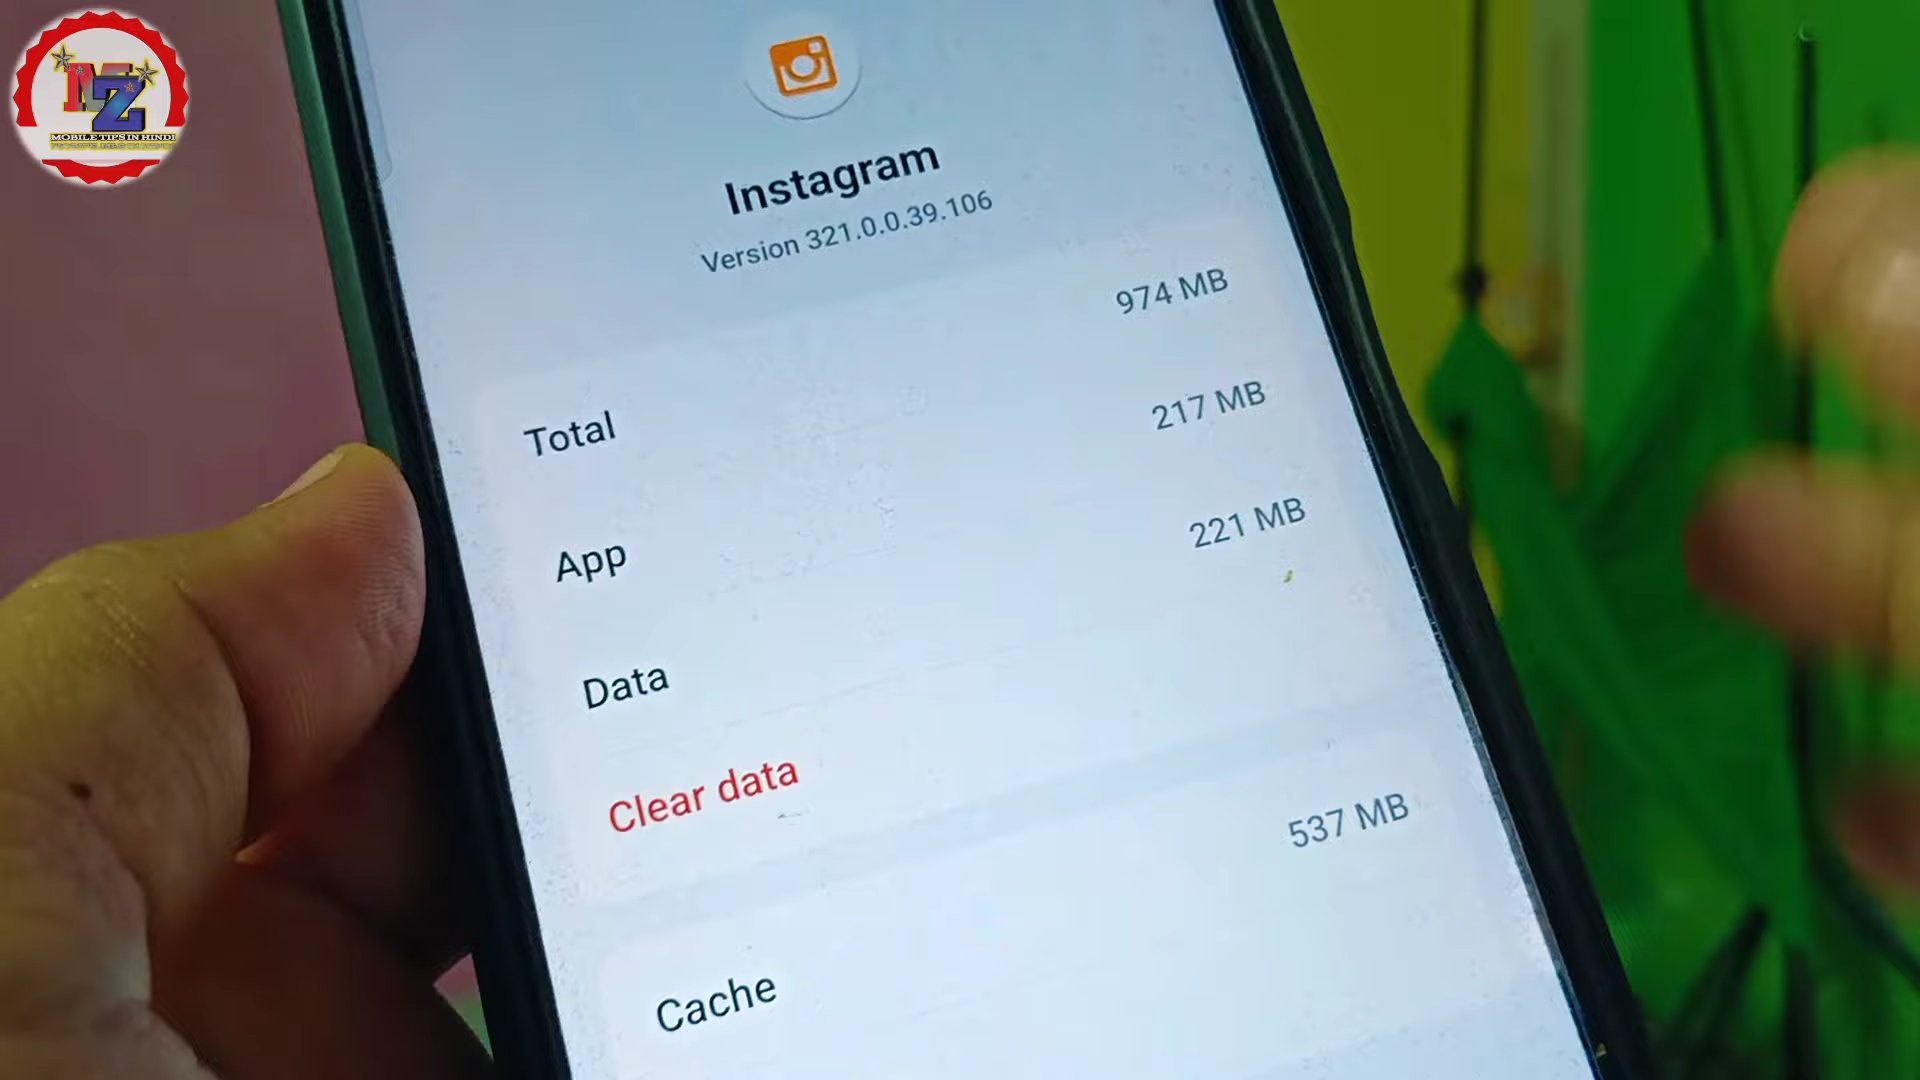 MZ
MOBILE TIPS IN HINDI
Instagram
Version 321.0.0.39.106
Total 974 MB
App 217 MB
Data 221 MB
Clear data
Cache 537 MB